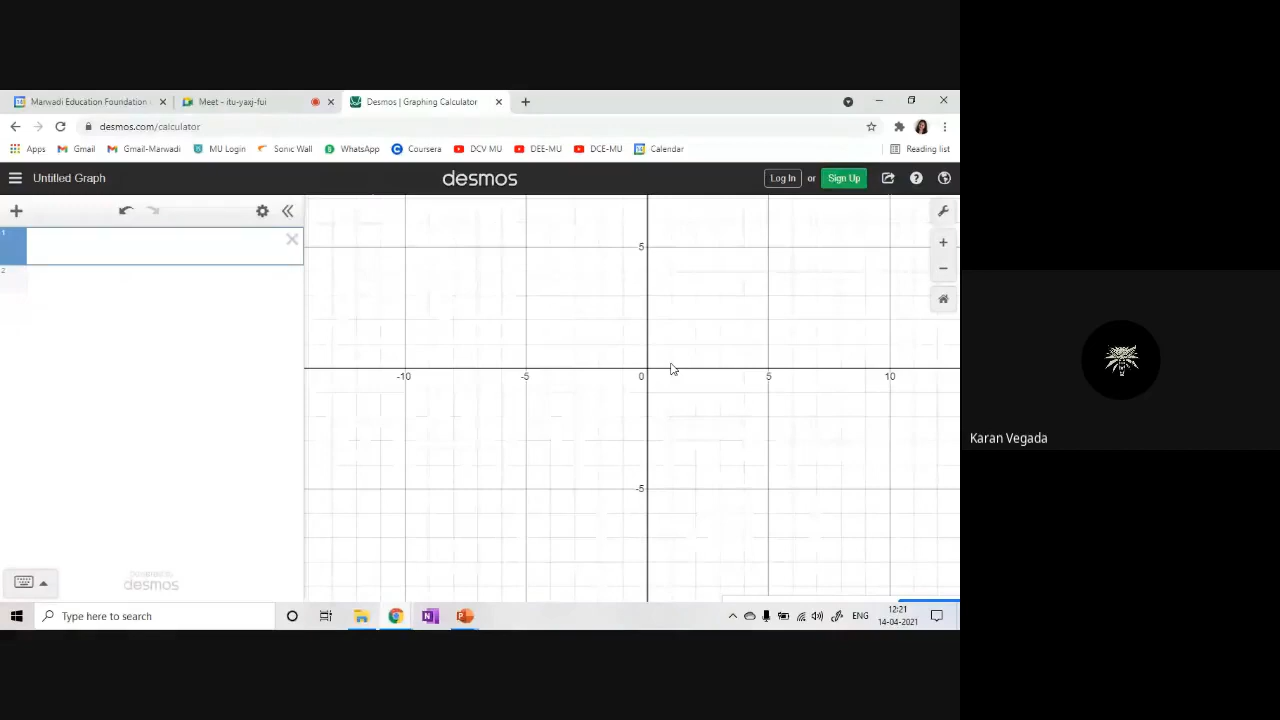 Marwadi Education Foundation
Meet - itu-yaxj-fui
Desmos | Graphing Calculator
desmos.com/calculator
Apps
Gmail
Gmail-Marwadi
MU Login
Sonic Wall
WhatsApp
Coursera
DCV MU
DEE-MU
DCE-MU
Calendar
Reading list
Untitled Graph
desmos
Log In
or
Sign Up
1
2
5
-10
-5
0
5
10
-5
Karan Vegada
powered by
desmos
Type here to search
ENG
12:21
14-04-2021